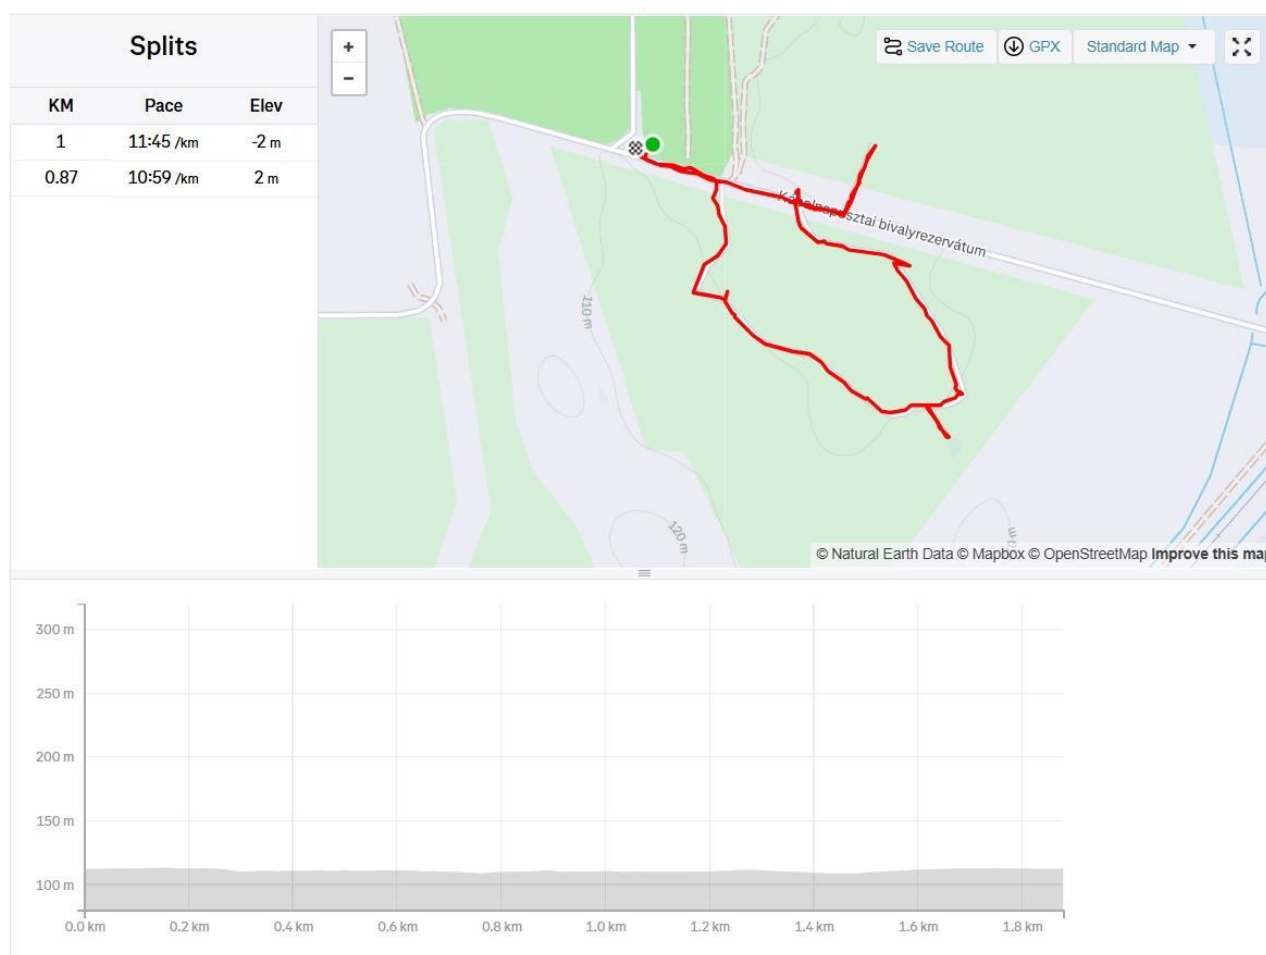 Splits
KM Pace Elev
1 11:45 /km -2 m
0.87 10:59 /km 2 m
+
−
Save Route
GPX
Standard Map
Kápolnapusztai bivalyrezervátum
110 m
120 m
© Natural Earth Data © Mapbox © OpenStreetMap Improve this map
300 m
250 m
200 m
150 m
100 m
0.0 km 0.2 km 0.4 km 0.6 km 0.8 km 1.0 km 1.2 km 1.4 km 1.6 km 1.8 km